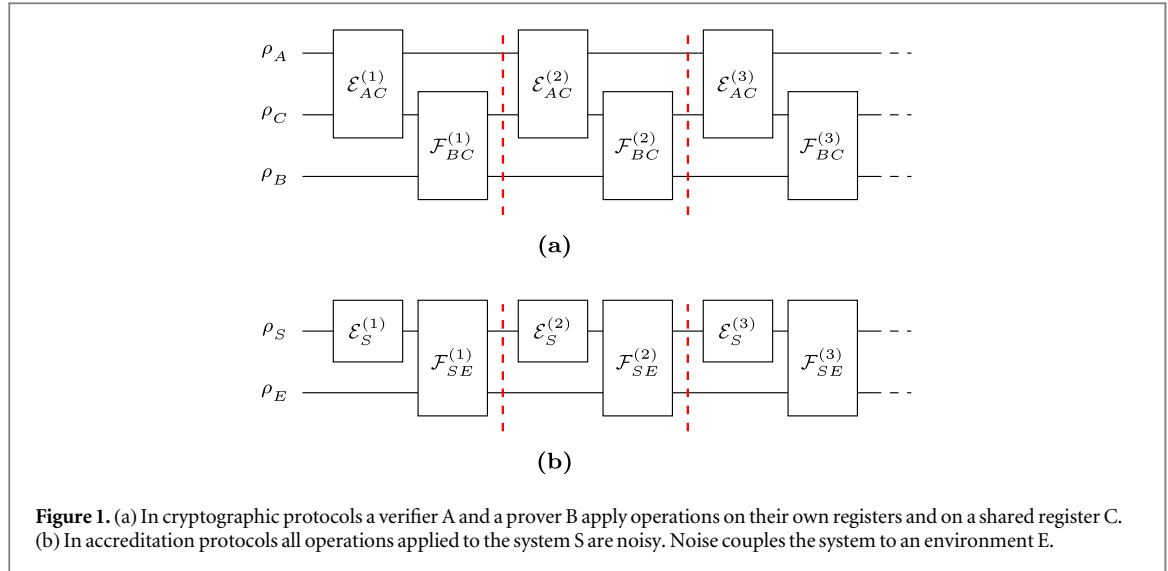 ρ_A
ℰ_{AC}^{(1)} ℰ_{AC}^{(2)} ℰ_{AC}^{(3)}
ρ_C
ℱ_{BC}^{(1)} ℱ_{BC}^{(2)} ℱ_{BC}^{(3)}
ρ_B
(a)
ρ_S ℰ_S^{(1)} ℰ_S^{(2)} ℰ_S^{(3)}
ℱ_{SE}^{(1)} ℱ_{SE}^{(2)} ℱ_{SE}^{(3)}
ρ_E
(b)
Figure 1. (a) In cryptographic protocols a verifier A and a prover B apply operations on their own registers and on a shared register C.
(b) In accreditation protocols all operations applied to the system S are noisy. Noise couples the system to an environment E.